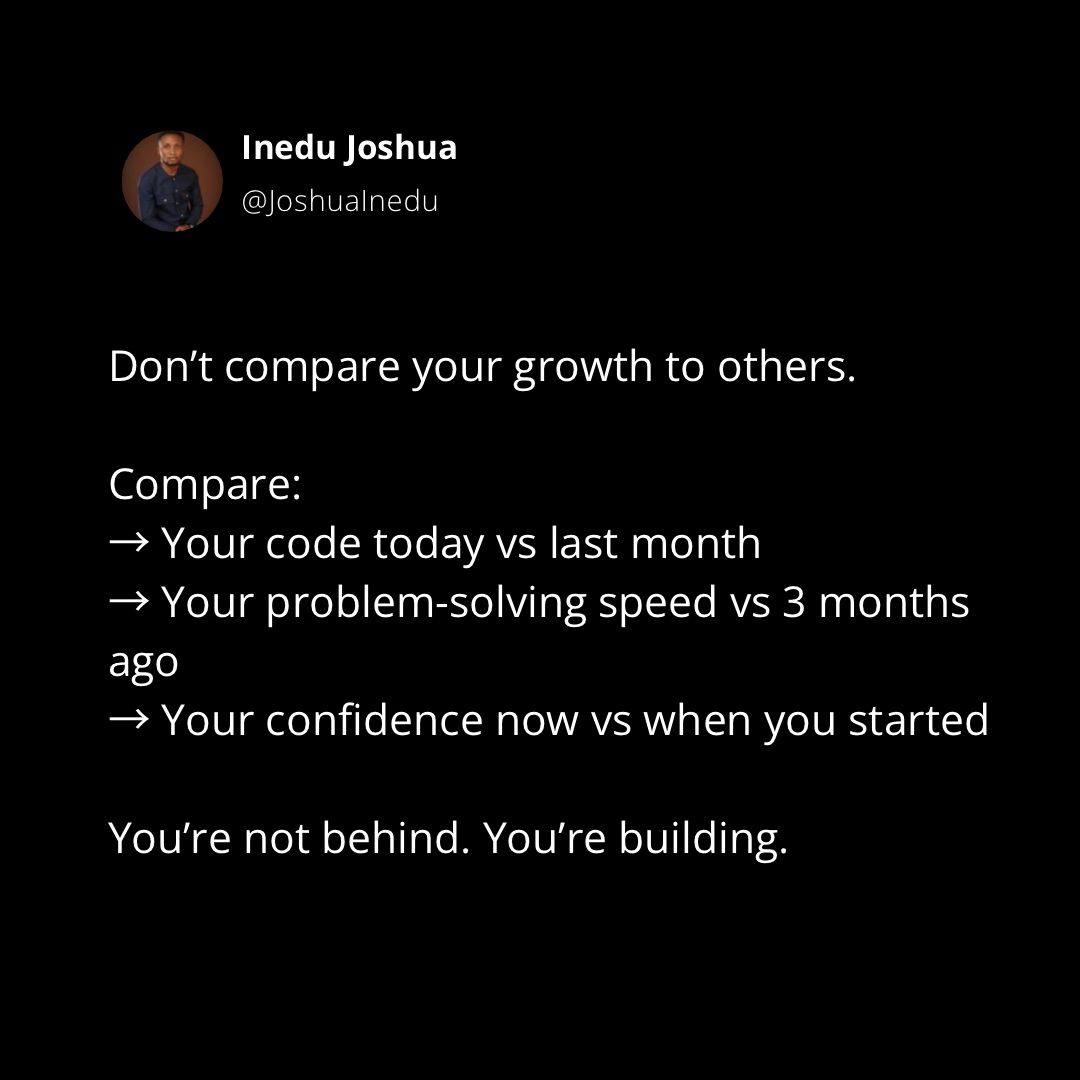 Inedu Joshua
@JoshuaInedu
Don’t compare your growth to others.
Compare:
→ Your code today vs last month
→ Your problem-solving speed vs 3 months
ago
→ Your confidence now vs when you started
You’re not behind. You’re building.